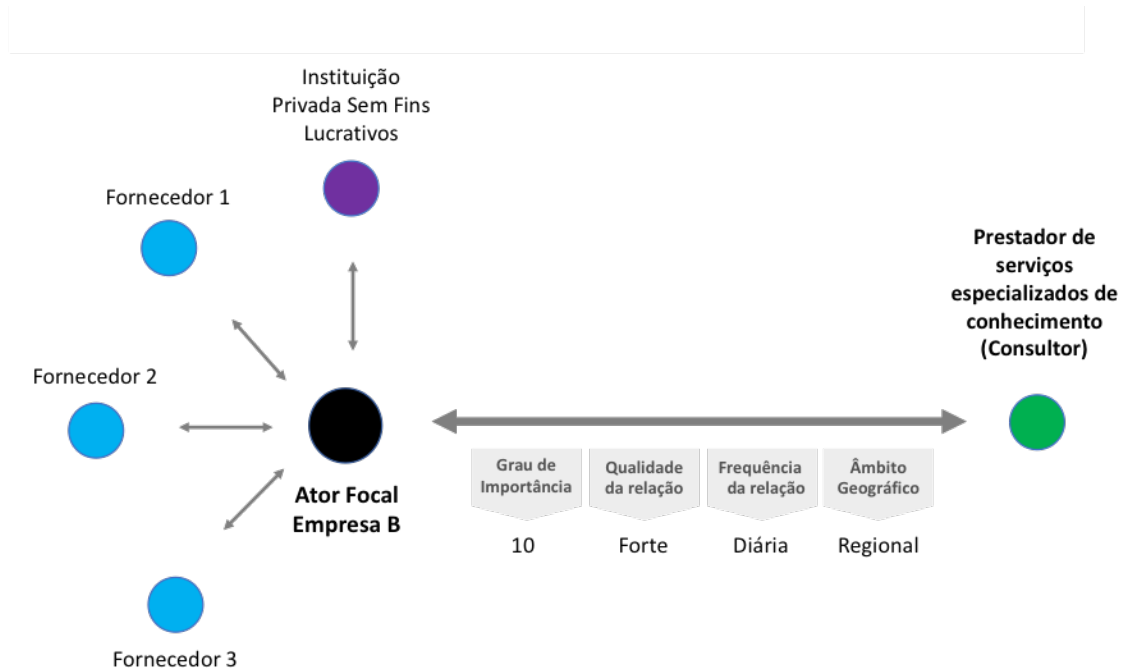 Instituição
Privada Sem Fins
Lucrativos
Fornecedor 1
Prestador de
serviços
especializados de
conhecimento
(Consultor)
Fornecedor 2
Ator Focal
Empresa B
Grau de
Importância
Qualidade
da relação
Frequência
da relação
Âmbito
Geográfico
10
Forte
Diária
Regional
Fornecedor 3